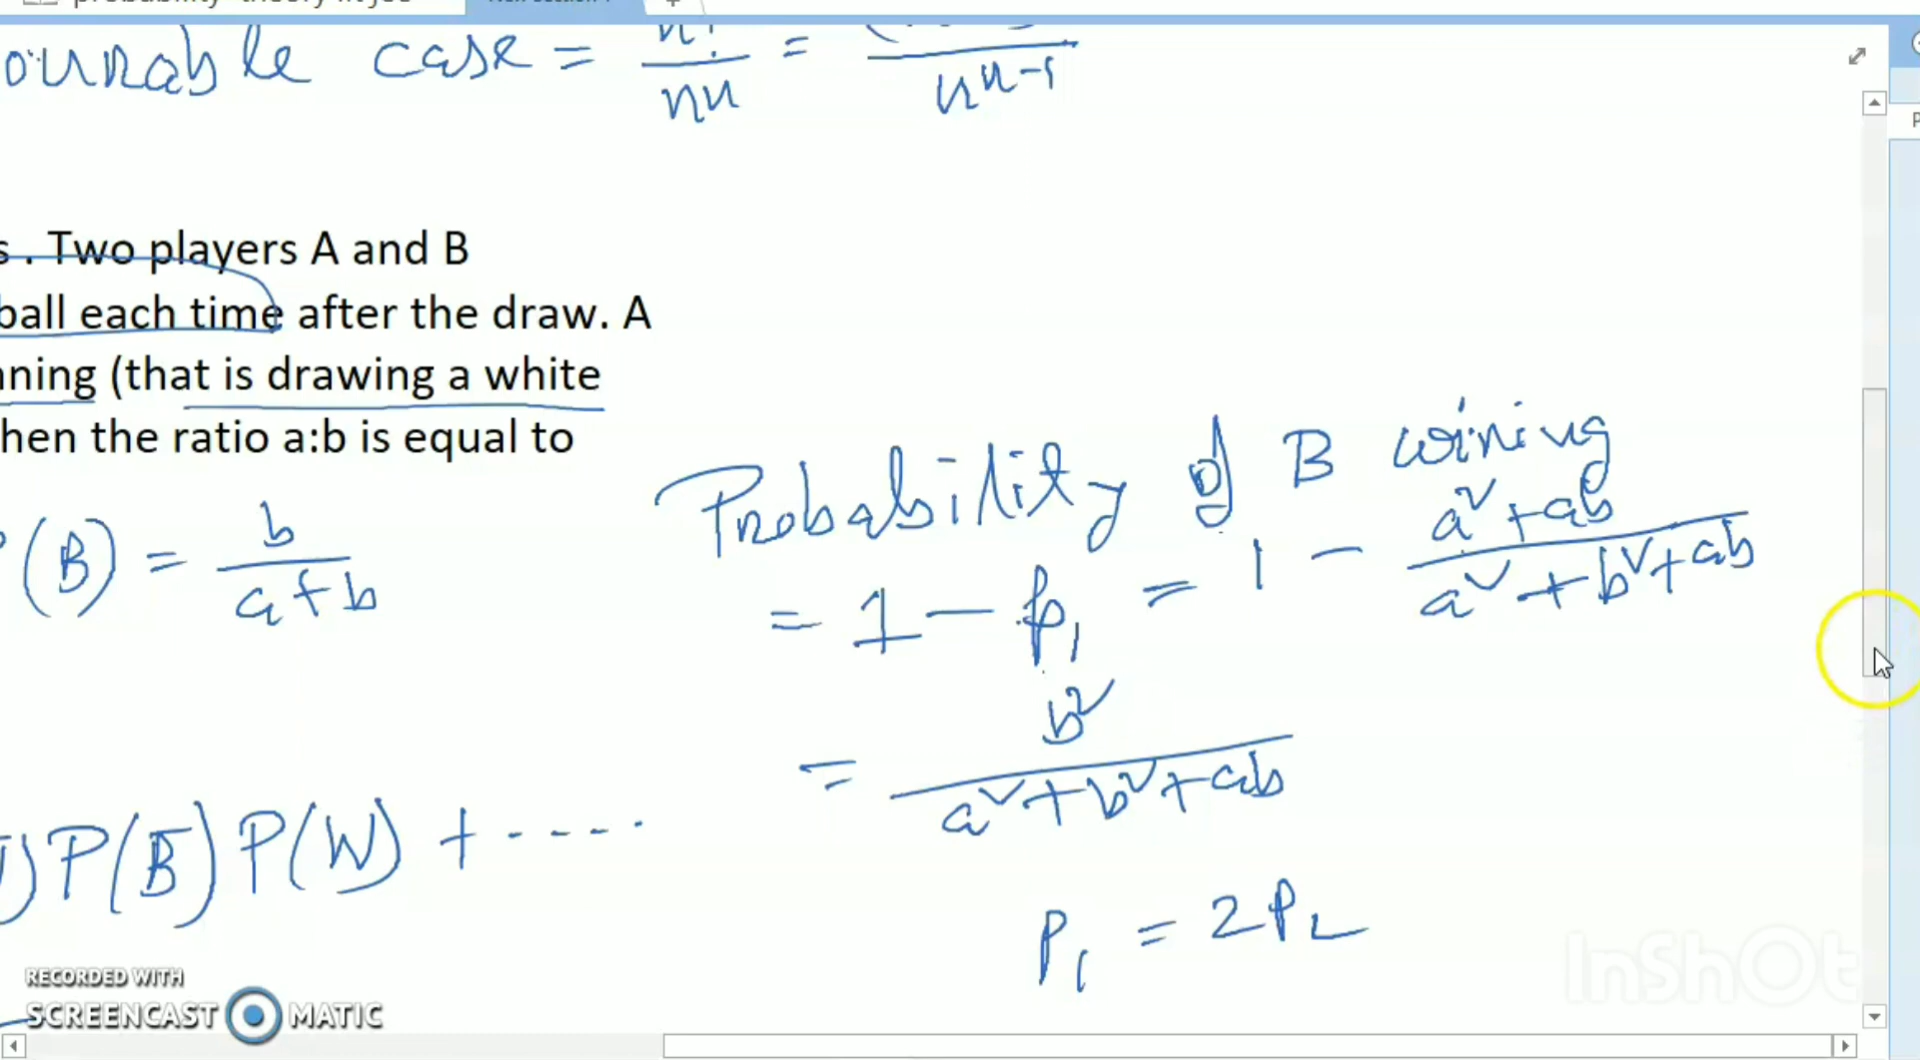 ourable case = n! / nn = / n^n-1
s . Two players A and B
ball each time after the draw. A
nning (that is drawing a white
hen the ratio a:b is equal to
(B) = b / a+b
Probability of B wining
= 1 - p₁ = 1 - a²+ab / a²+b²+ab
= b² / a²+b²+ab
) P(B) P(W) + ....
P₁ = 2P₂
RECORDED WITH
SCREENCAST MATIC
InShOt